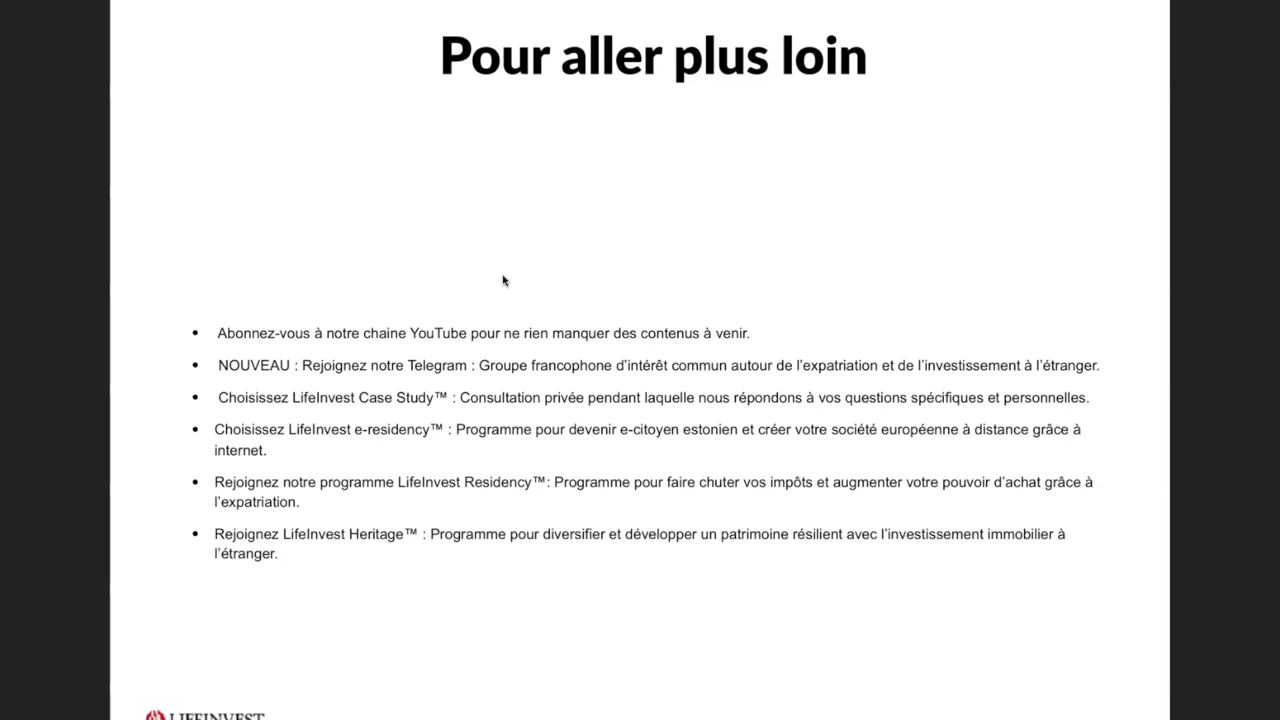 Pour aller plus loin
• Abonnez-vous à notre chaine YouTube pour ne rien manquer des contenus à venir.
• NOUVEAU : Rejoignez notre Telegram : Groupe francophone d’intérêt commun autour de l’expatriation et de l’investissement à l’étranger.
• Choisissez LifeInvest Case Study™ : Consultation privée pendant laquelle nous répondons à vos questions spécifiques et personnelles.
• Choisissez LifeInvest e-residency™ : Programme pour devenir e-citoyen estonien et créer votre société européenne à distance grâce à
internet.
• Rejoignez notre programme LifeInvest Residency™: Programme pour faire chuter vos impôts et augmenter votre pouvoir d’achat grâce à
l’expatriation.
• Rejoignez LifeInvest Heritage™ : Programme pour diversifier et développer un patrimoine résilient avec l’investissement immobilier à
l’étranger.
LIFEINVEST